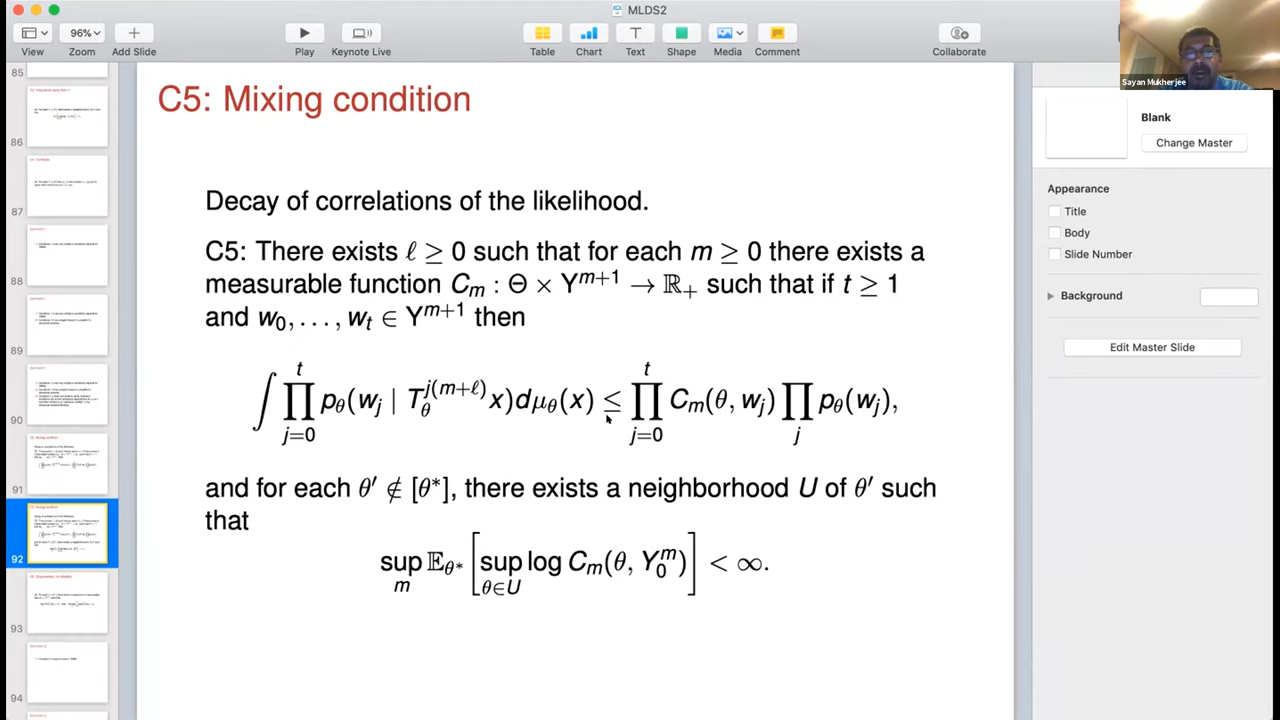 MLDS2
96%
View
Zoom
Add Slide
Play
Keynote Live
Table
Chart
Text
Shape
Media
Comment
Collaborate
Sayan Mukherjee
85
86
87
88
89
90
91
92
93
94
C5: Mixing condition
Decay of correlations of the likelihood.
C5: There exists ℓ ≥ 0 such that for each m ≥ 0 there exists a
measurable function C_m : Θ × Y^{m+1} → ℝ_+ such that if t ≥ 1
and w_0, . . . , w_t ∈ Y^{m+1} then
∫ ∏_{j=0}^{t} p_θ(w_j | T_θ^{j(m+ℓ)} x) dμ_θ(x) ≤ ∏_{j=0}^{t} C_m(θ, w_j) ∏_j p_θ(w_j),
and for each θ′ ∉ [θ*], there exists a neighborhood U of θ′ such
that
sup_m 𝔼_{θ*} [ sup_{θ∈U} log C_m(θ, Y_0^m) ] < ∞.
Blank
Change Master
Appearance
Title
Body
Slide Number
Background
Edit Master Slide